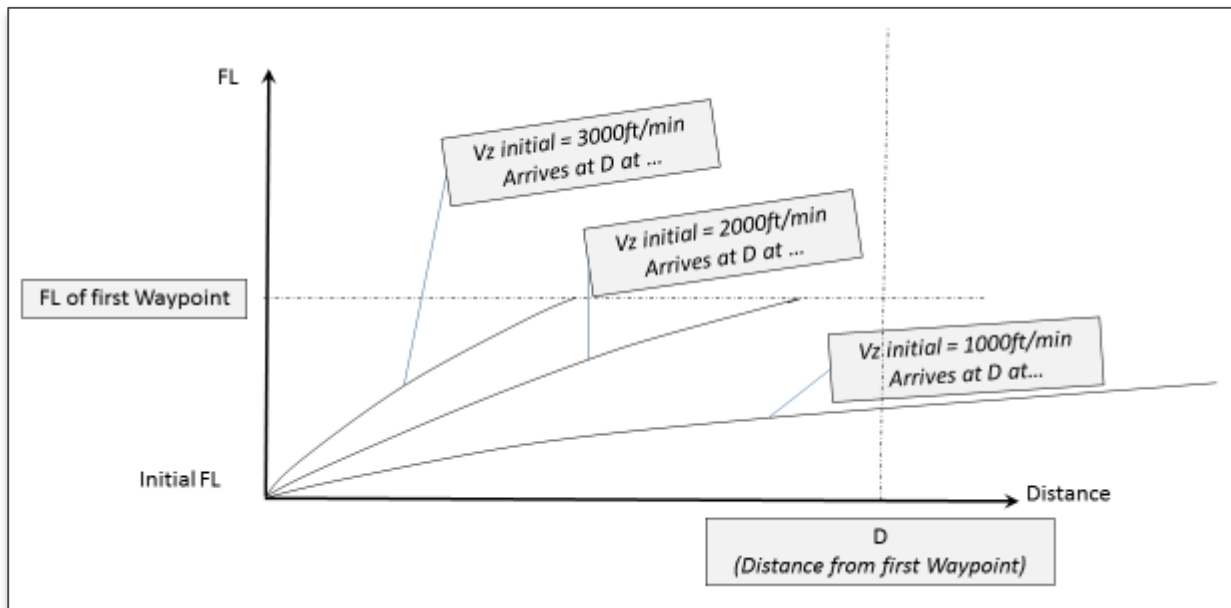 FL
Vz initial = 3000ft/min
Arrives at D at ...
Vz initial = 2000ft/min
Arrives at D at ...
FL of first Waypoint
Vz initial = 1000ft/min
Arrives at D at...
Initial FL
Distance
D
(Distance from first Waypoint)